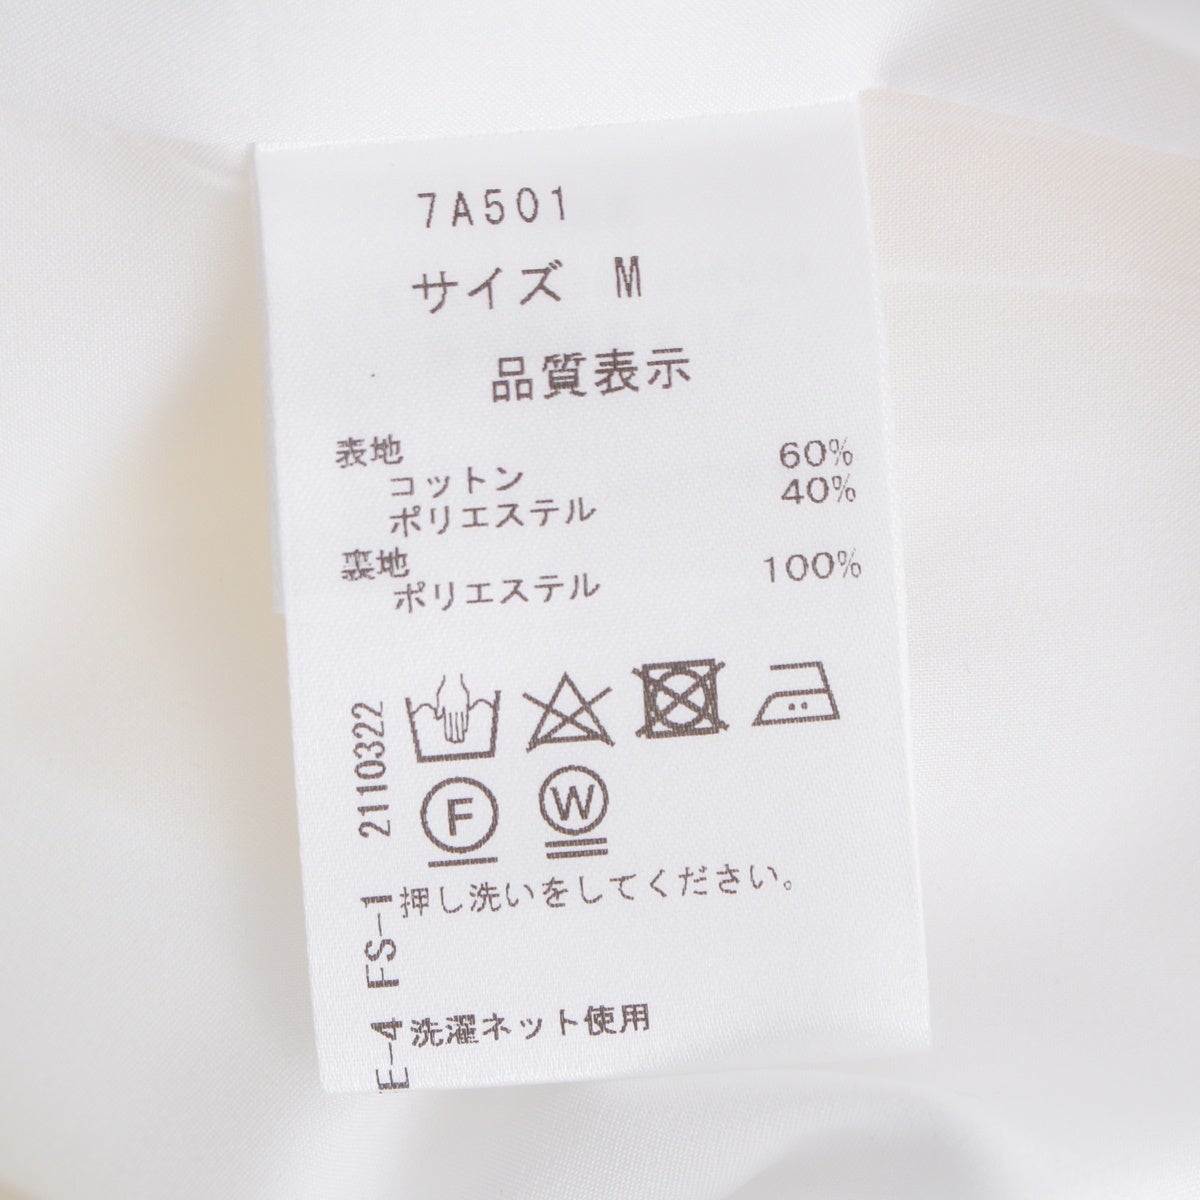 7A501
サイズ M
品質表示
表地
コットン 60%
ポリエステル 40%
裏地
ポリエステル 100%
F W
押し洗いをしてください。
洗濯ネット使用
E-4 FS-1 2110322